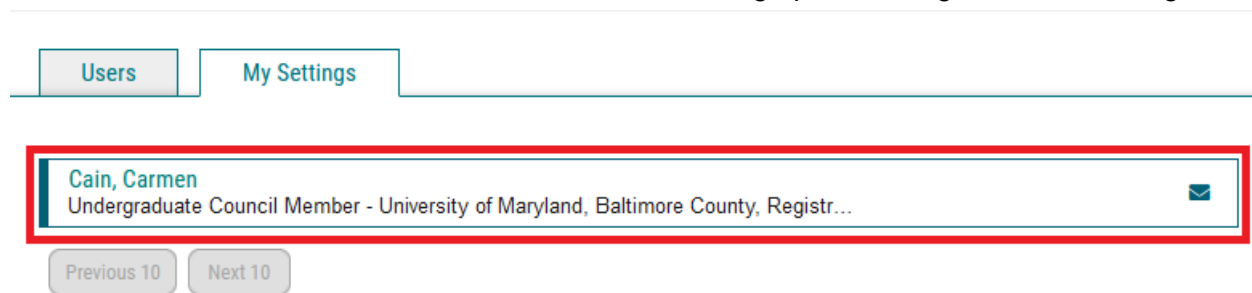 Users
My Settings
Cain, Carmen
Undergraduate Council Member - University of Maryland, Baltimore County, Registr...
Previous 10
Next 10